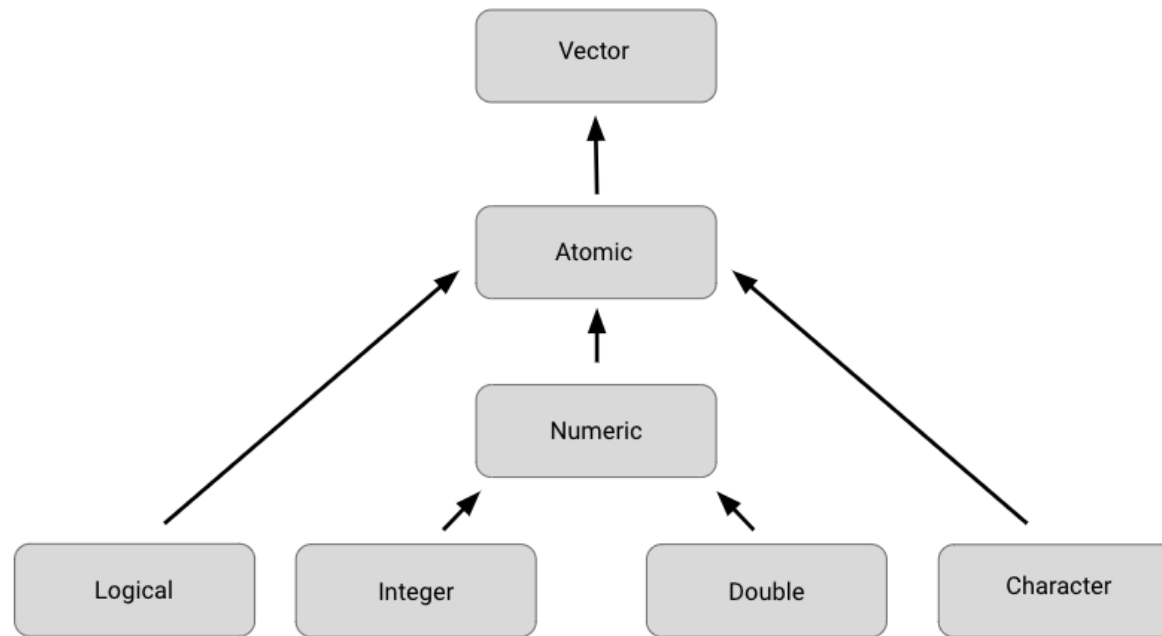 Vector
Atomic
Numeric
Logical
Integer
Double
Character